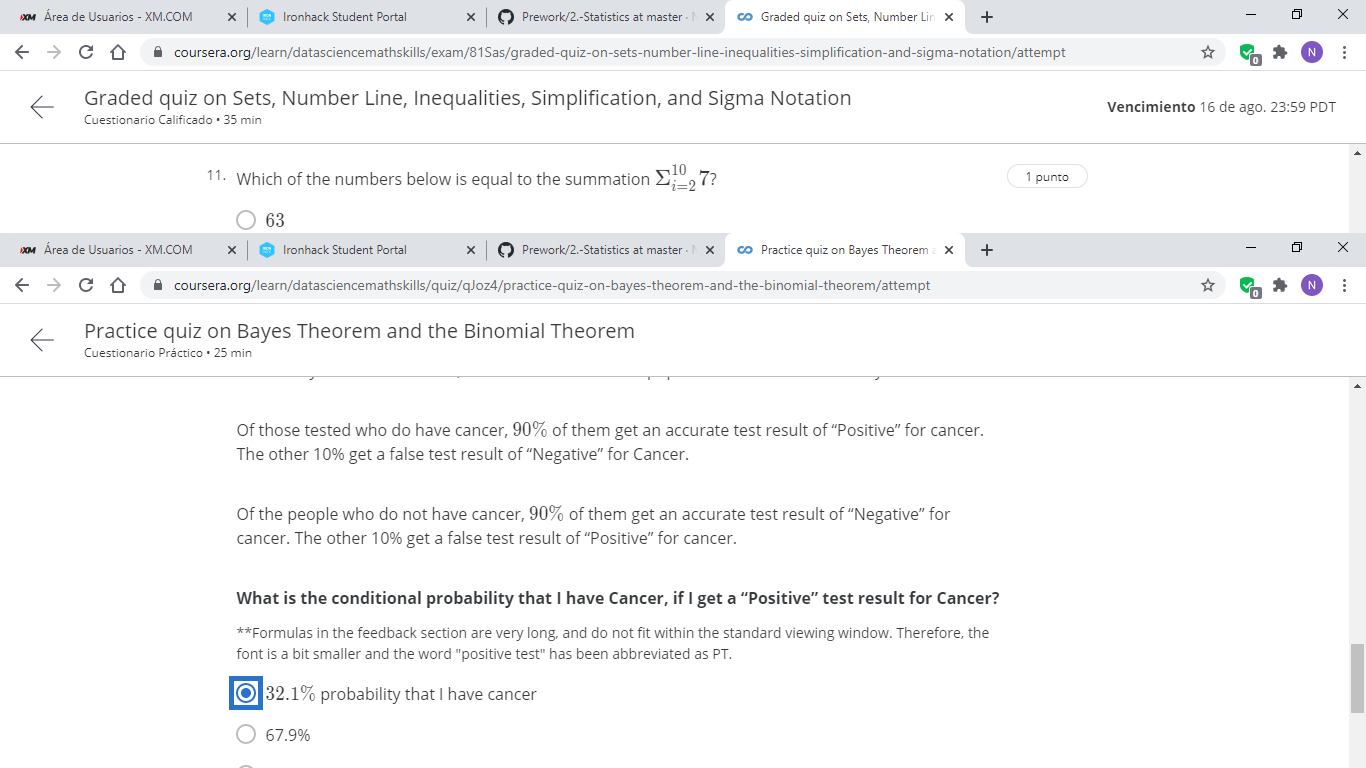 XM Área de Usuarios - XM.COM
Ironhack Student Portal
Prework/2.-Statistics at master ·
Graded quiz on Sets, Number Lin
coursera.org/learn/datasciencemathskills/exam/81Sas/graded-quiz-on-sets-number-line-inequalities-simplification-and-sigma-notation/attempt
0
N
Graded quiz on Sets, Number Line, Inequalities, Simplification, and Sigma Notation
Cuestionario Calificado • 35 min
Vencimiento 16 de ago. 23:59 PDT
11. Which of the numbers below is equal to the summation Σ_{i=2}^{10} 7?
1 punto
63
XM Área de Usuarios - XM.COM
Ironhack Student Portal
Prework/2.-Statistics at master ·
Practice quiz on Bayes Theorem
coursera.org/learn/datasciencemathskills/quiz/qJoz4/practice-quiz-on-bayes-theorem-and-the-binomial-theorem/attempt
0
N
Practice quiz on Bayes Theorem and the Binomial Theorem
Cuestionario Práctico • 25 min
Of those tested who do have cancer, 90% of them get an accurate test result of “Positive” for cancer.
The other 10% get a false test result of “Negative” for Cancer.
Of the people who do not have cancer, 90% of them get an accurate test result of “Negative” for
cancer. The other 10% get a false test result of “Positive” for cancer.
What is the conditional probability that I have Cancer, if I get a “Positive” test result for Cancer?
**Formulas in the feedback section are very long, and do not fit within the standard viewing window. Therefore, the
font is a bit smaller and the word "positive test" has been abbreviated as PT.
32.1% probability that I have cancer
67.9%